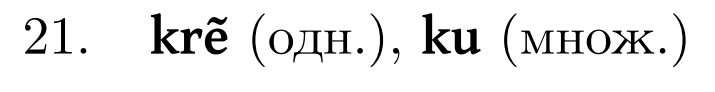 21. krẽ (одн.), ku (множ.)